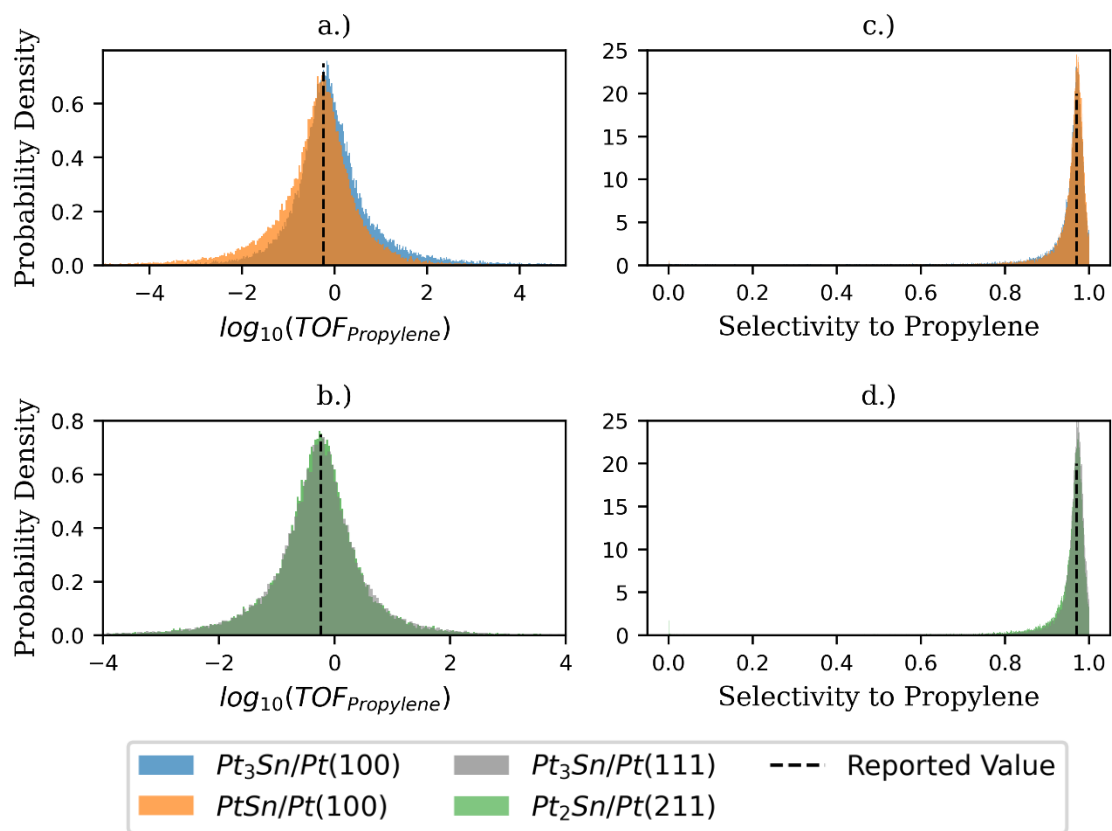 a.)
Probability Density
0.6
0.4
0.2
0.0
−4
−2
0
2
4
log10(TOFPropylene)
c.)
25
20
15
10
5
0
0.0
0.2
0.4
0.6
0.8
1.0
Selectivity to Propylene
b.)
Probability Density
0.8
0.6
0.4
0.2
0.0
−4
−2
0
2
4
log10(TOFPropylene)
d.)
25
20
15
10
5
0
0.0
0.2
0.4
0.6
0.8
1.0
Selectivity to Propylene
Pt3Sn/Pt(100)
PtSn/Pt(100)
Pt3Sn/Pt(111)
Pt2Sn/Pt(211)
Reported Value